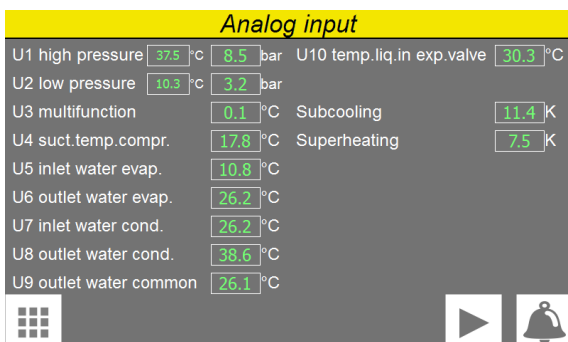 Analog input
U1 high pressure 37.5 °C 8.5 bar U10 temp.liq.in exp.valve 30.3 °C
U2 low pressure 10.3 °C 3.2 bar
U3 multifunction 0.1 °C Subcooling 11.4 K
U4 suct.temp.compr. 17.8 °C Superheating 7.5 K
U5 inlet water evap. 10.8 °C
U6 outlet water evap. 26.2 °C
U7 inlet water cond. 26.2 °C
U8 outlet water cond. 38.6 °C
U9 outlet water common 26.1 °C